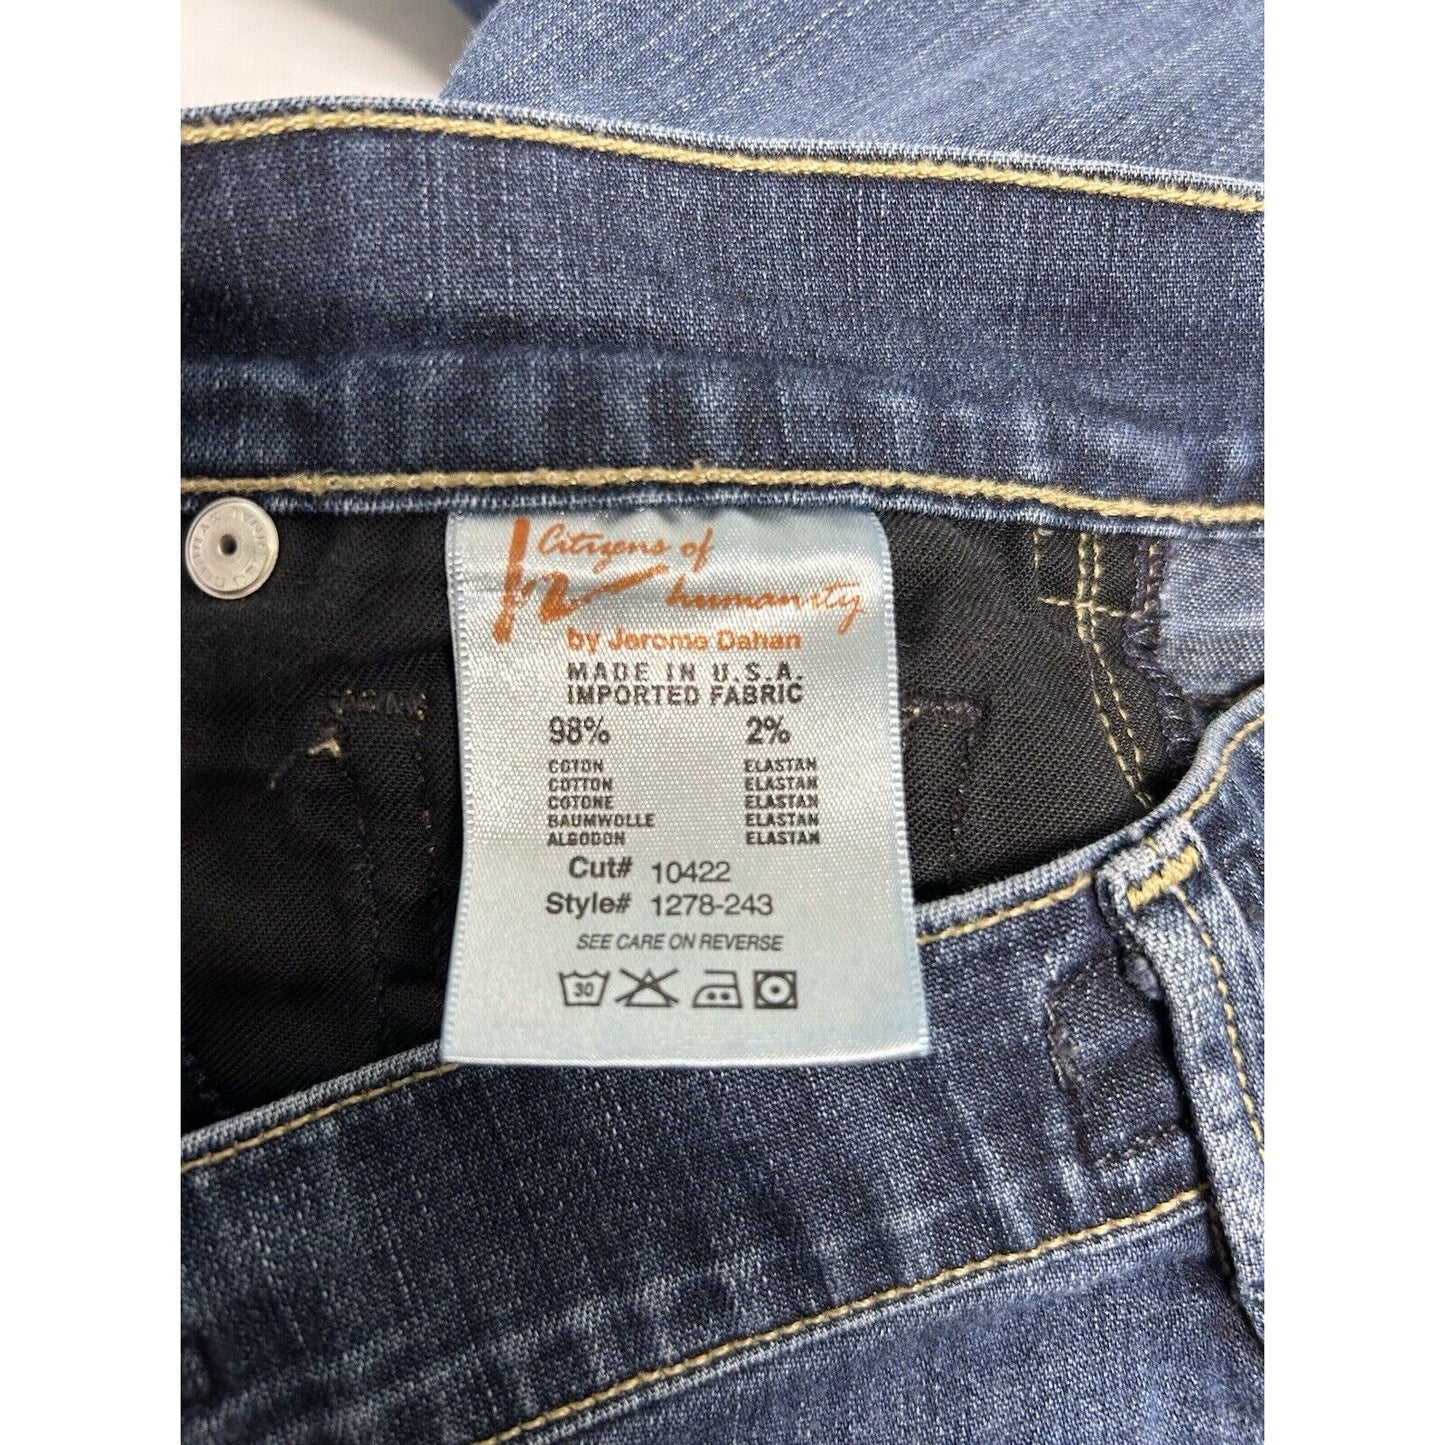 Citizens of
humanity
by Jerome Dahan
MADE IN U.S.A.
IMPORTED FABRIC
98% 2%
COTON ELASTAN
COTTON ELASTAN
COTONE ELASTAN
BAUMWOLLE ELASTAN
ALGODON ELASTAN
Cut# 10422
Style# 1278-243
SEE CARE ON REVERSE
30